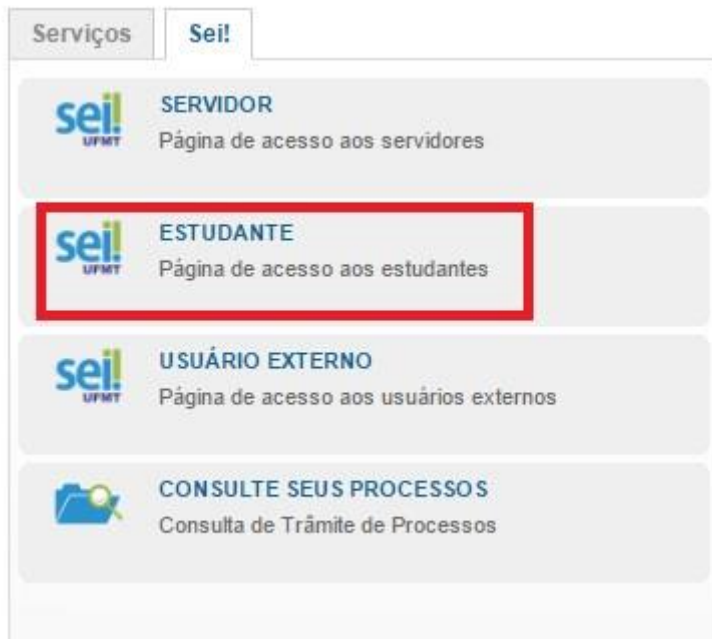 Serviços
Sei!
sei!
UFMT
SERVIDOR
Página de acesso aos servidores
sei!
UFMT
ESTUDANTE
Página de acesso aos estudantes
sei!
UFMT
USUÁRIO EXTERNO
Página de acesso aos usuários externos
CONSULTE SEUS PROCESSOS
Consulta de Trâmite de Processos